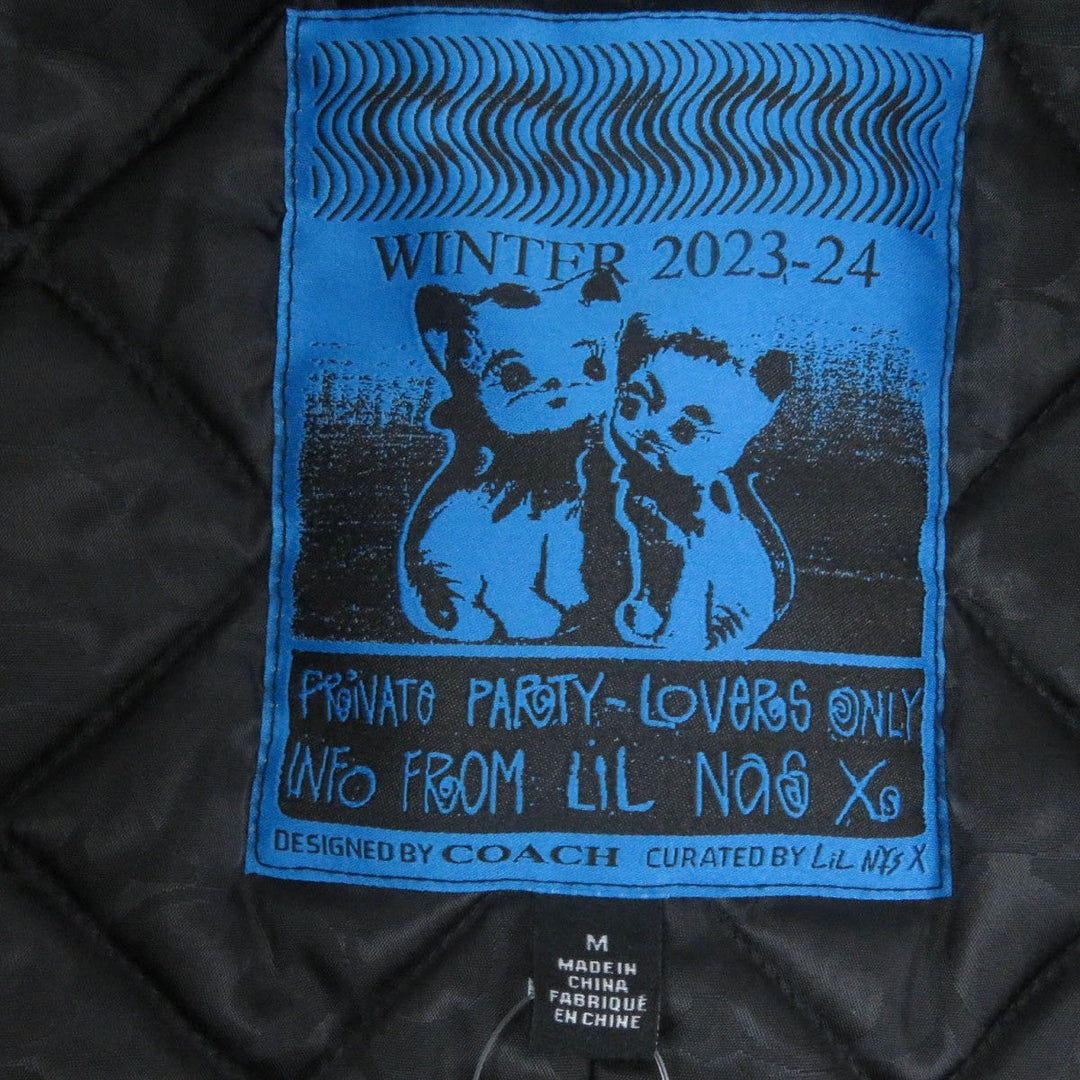 WINTER 2023-24
PRIVATE PARTY-LOVERS ONLY
INFO FROM LIL NAS Xs
DESIGNED BY COACH CURATED BY LIL NAS X
M
MADE IN
CHINA
FABRIQUÉ
EN CHINE